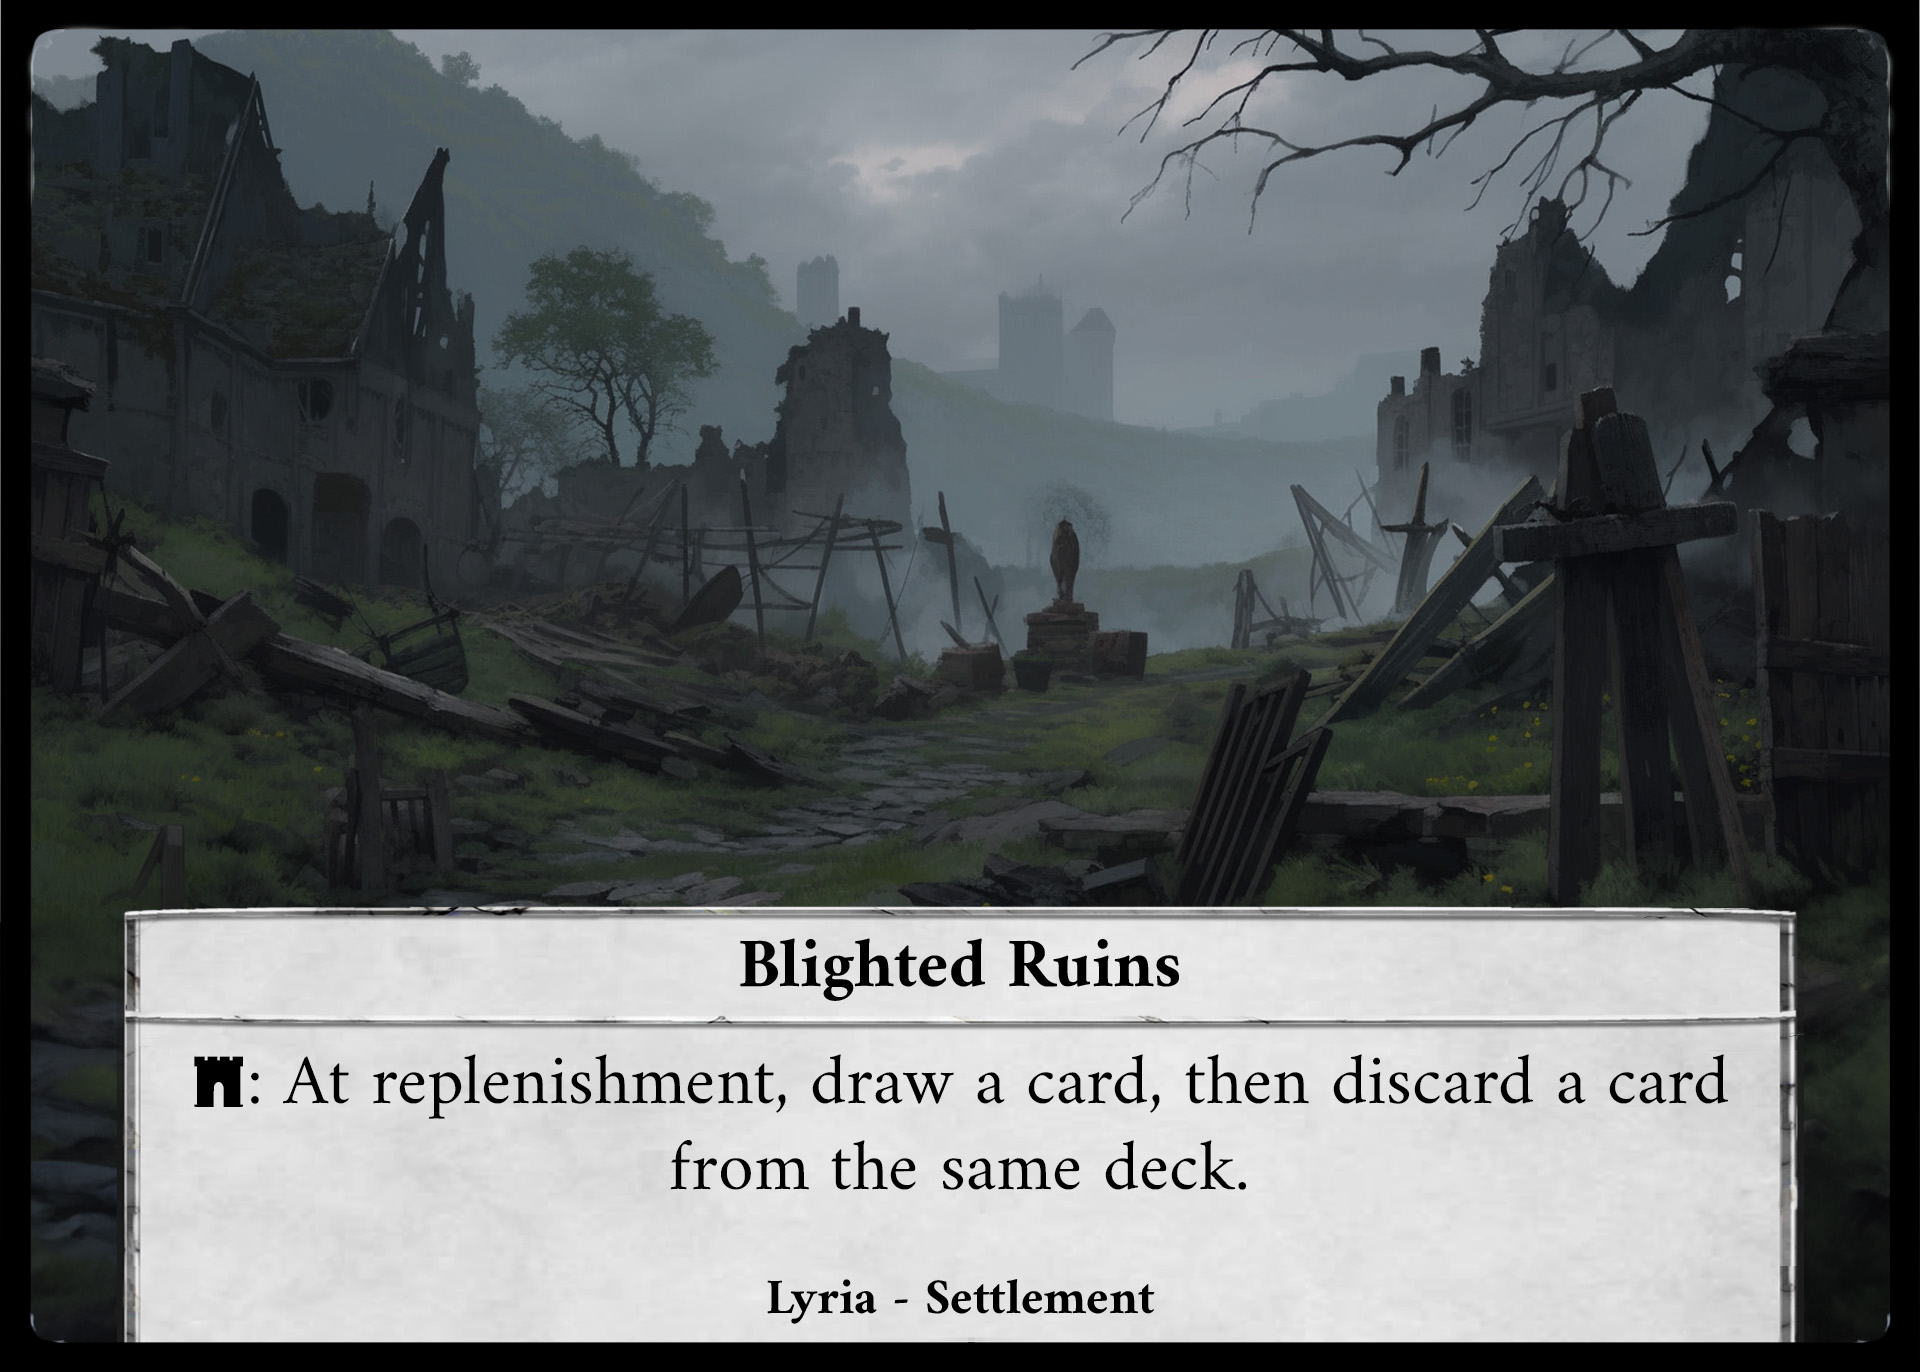 Blighted Ruins
: At replenishment, draw a card, then discard a card
from the same deck.
Lyria - Settlement